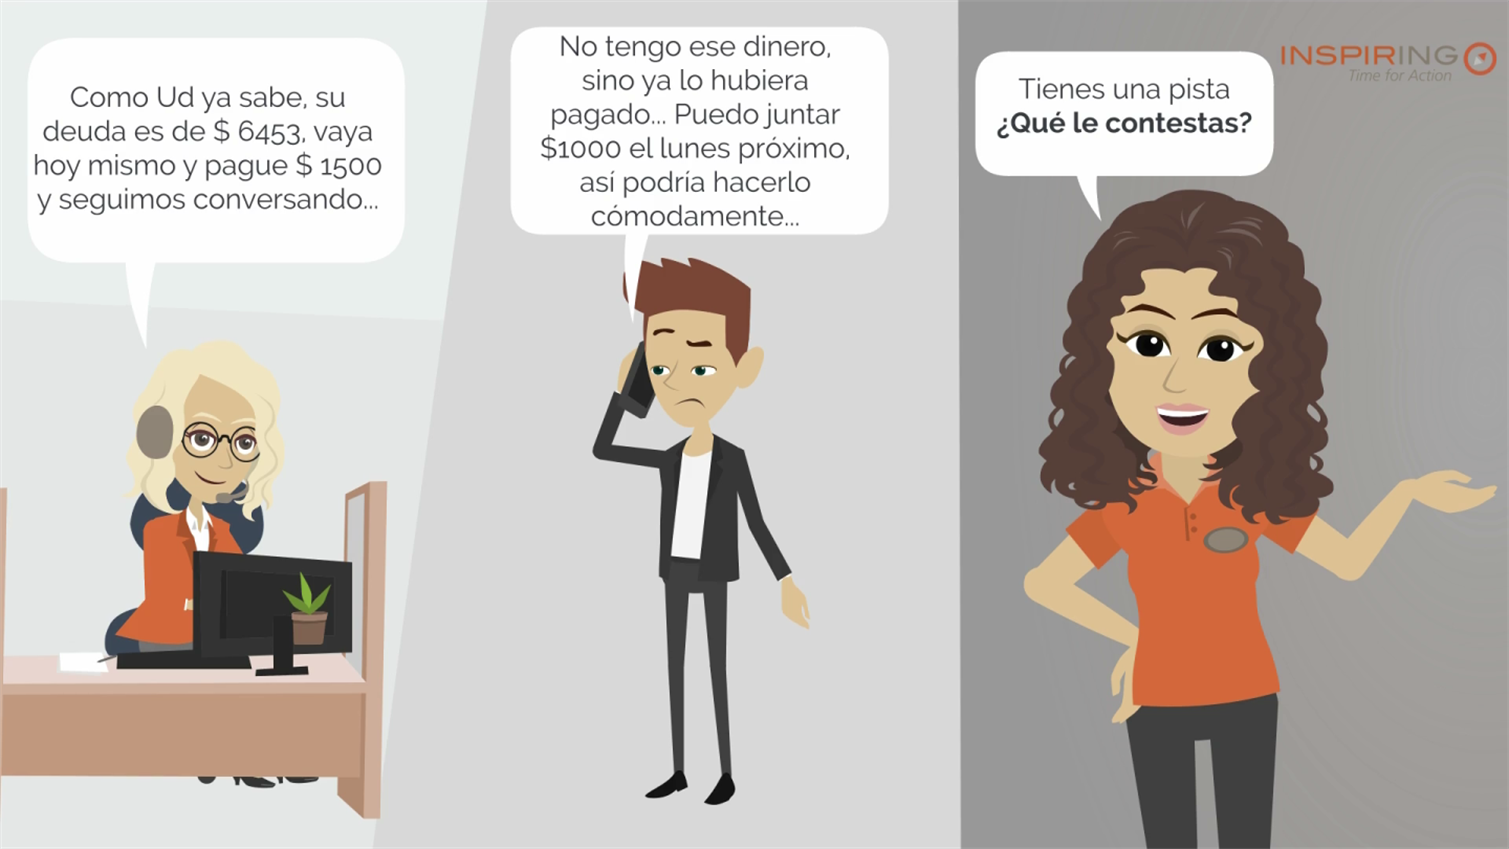 Como Ud ya sabe, su
deuda es de $ 6453, vaya
hoy mismo y pague $ 1500
y seguimos conversando...
No tengo ese dinero,
sino ya lo hubiera
pagado... Puedo juntar
$1000 el lunes próximo,
así podría hacerlo
cómodamente...
Tienes una pista
¿Qué le contestas?
INSPIRING
Time for Action